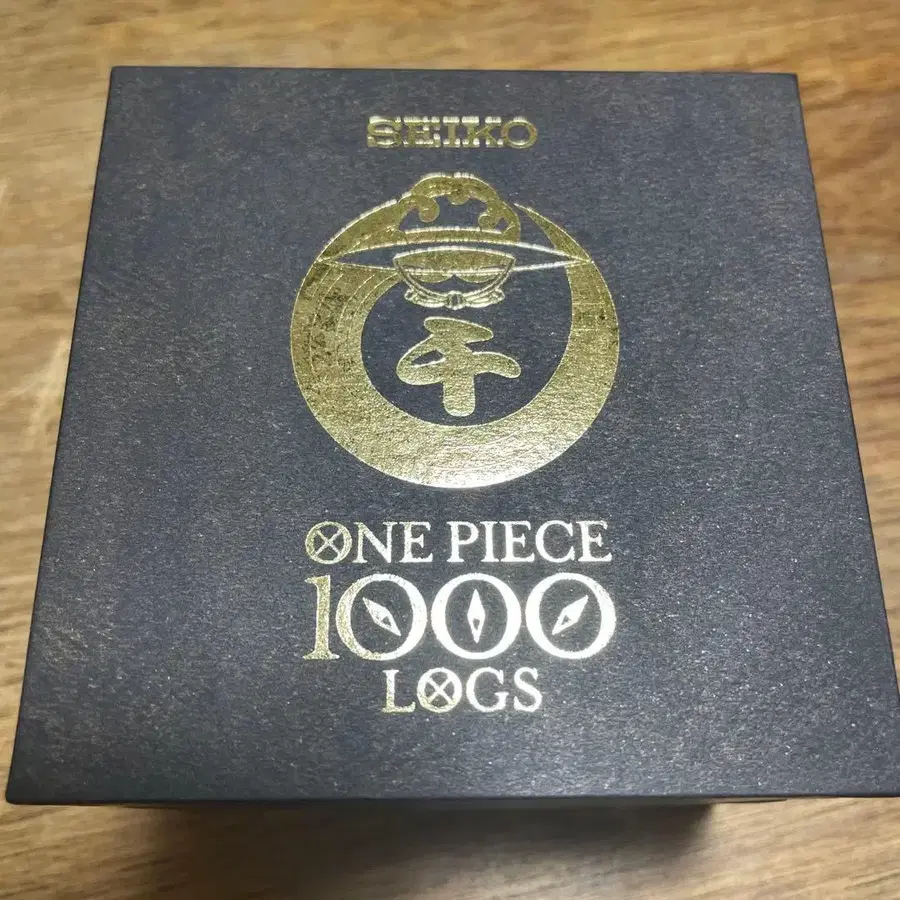 SEIKO
千
ONE PIECE
1000
LOGS